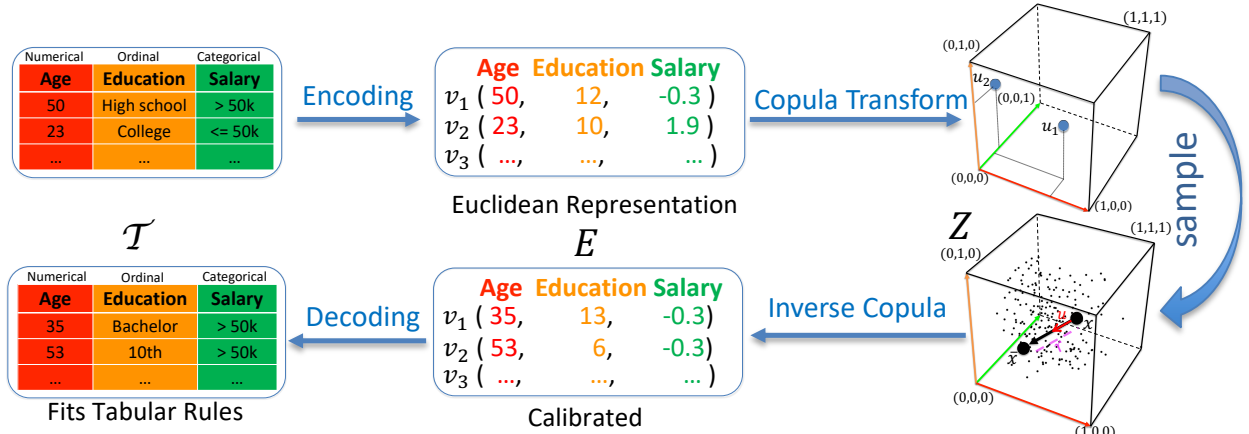 Numerical Ordinal Categorical
Age Education Salary
50 High school > 50k
23 College <= 50k
... ... ...
Encoding
Age Education Salary
v₁ ( 50, 12, -0.3 )
v₂ ( 23, 10, 1.9 )
v₃ ( ..., ..., ... )
Euclidean Representation
Copula Transform
(1,1,1)
(0,1,0)
u₂
(0,0,1)
u₁
(0,0,0)
(1,0,0)
sample
𝒯
E
Z
Numerical Ordinal Categorical
Age Education Salary
35 Bachelor > 50k
53 10th > 50k
... ... ...
Fits Tabular Rules
Decoding
Age Education Salary
v₁ ( 35, 13, -0.3 )
v₂ ( 53, 6, -0.3 )
v₃ ( ..., ..., ... )
Calibrated
Inverse Copula
(1,1,1)
(0,1,0)
u
x
x̄
(0,0,0)
(1,0,0)